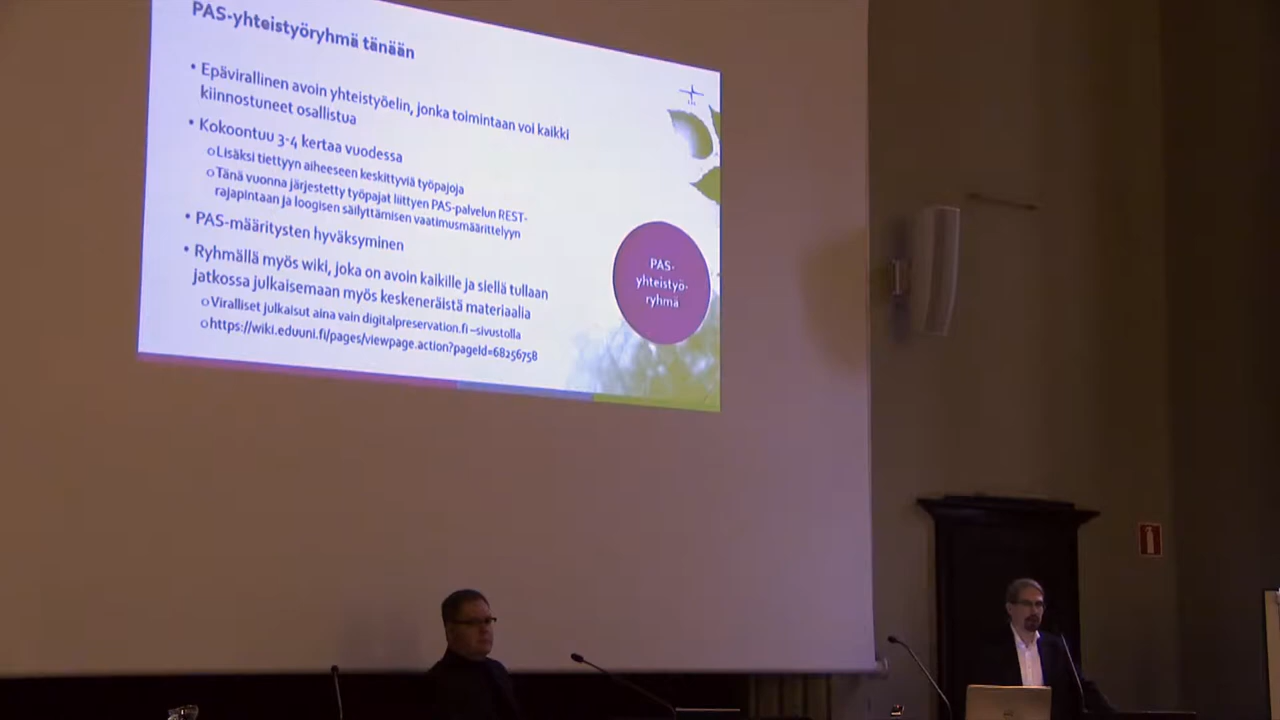 PAS-yhteistyöryhmä tänään
• Epävirallinen avoin yhteistyöelin, jonka toimintaan voi kaikki
kiinnostuneet osallistua
• Kokoontuu 3-4 kertaa vuodessa
o Lisäksi tiettyyn aiheeseen keskittyviä työpajoja
o Tänä vuonna järjestetty työpajat liittyen PAS-palvelun REST-
rajapintaan ja loogisen säilyttämisen vaatimusmäärittelyyn
• PAS-määritysten hyväksyminen
• Ryhmällä myös wiki, joka on avoin kaikille ja siellä tullaan
jatkossa julkaisemaan myös keskeneräistä materiaalia
o Viralliset julkaisut aina vain digitalpreservation.fi –sivustolla
o https://wiki.eduuni.fi/pages/viewpage.action?pageId=68256758
PAS-
yhteistyö-
ryhmä